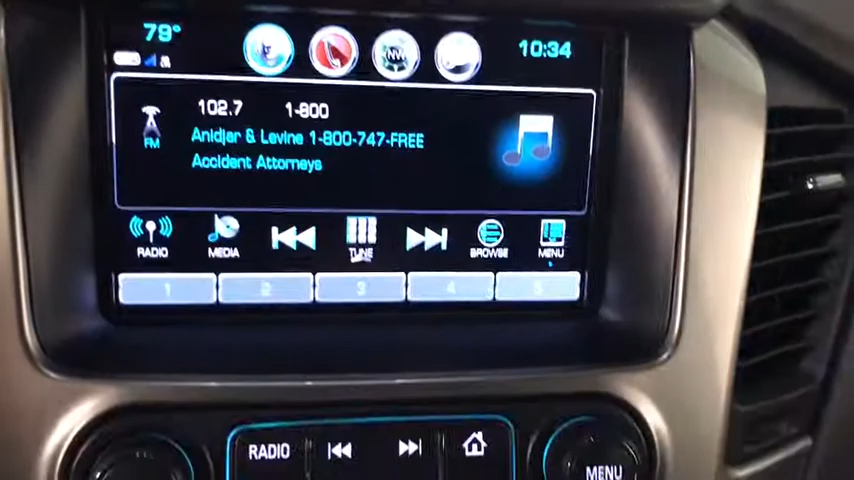 79°
NW
10:34
102.7 1-800
FM
Anidjar & Levine 1-800-747-FREE
Accident Attorneys
RADIO MEDIA TUNE BROWSE MENU
1 2 3 4 5
RADIO
MENU